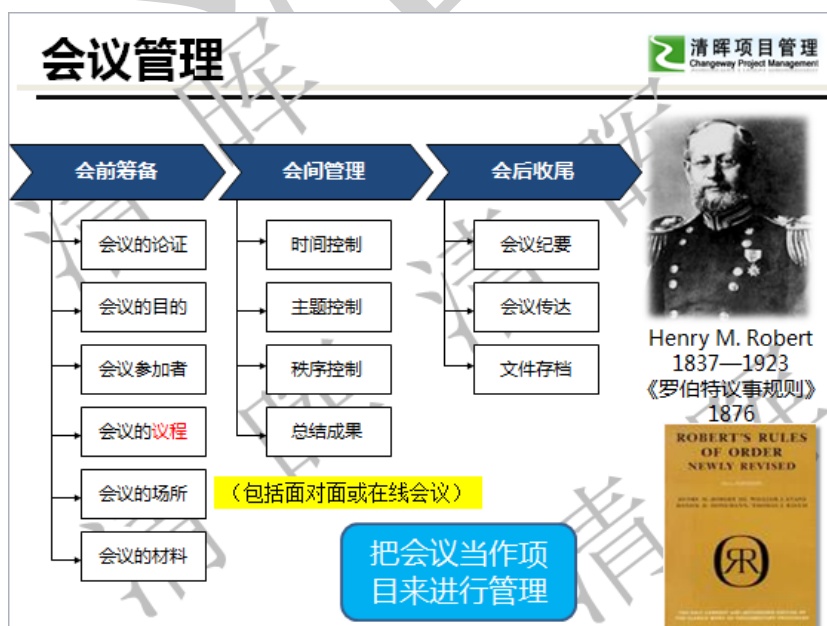 会议管理
清晖项目管理
Changeway Project Management
会前筹备
会间管理
会后收尾
会议的论证
会议的目的
会议参加者
会议的议程
会议的场所
会议的材料
时间控制
主题控制
秩序控制
总结成果
会议纪要
会议传达
文件存档
（包括面对面或在线会议）
把会议当作项
目来进行管理
Henry M. Robert
1837—1923
《罗伯特议事规则》
1876
ROBERT'S RULES
OF ORDER
NEWLY REVISED
清
晖
清
晖
清